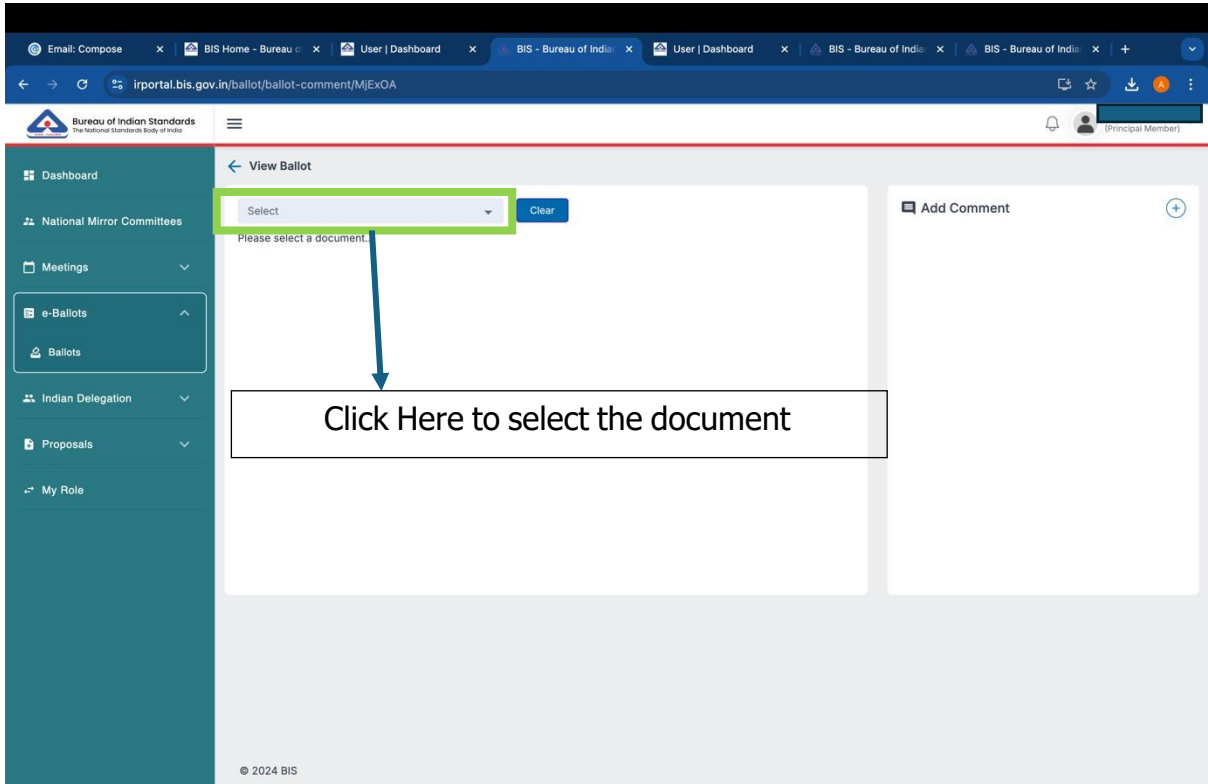 Email: Compose
BIS Home - Bureau o
User | Dashboard
BIS - Bureau of India
User | Dashboard
BIS - Bureau of India
BIS - Bureau of India
irportal.bis.gov.in/ballot/ballot-comment/MjExOA
A
Bureau of Indian Standards
The National Standards Body of India
(Principal Member)
Dashboard
National Mirror Committees
Meetings
e-Ballots
Ballots
Indian Delegation
Proposals
My Role
View Ballot
Select
Clear
Please select a document..
Add Comment
Click Here to select the document
© 2024 BIS